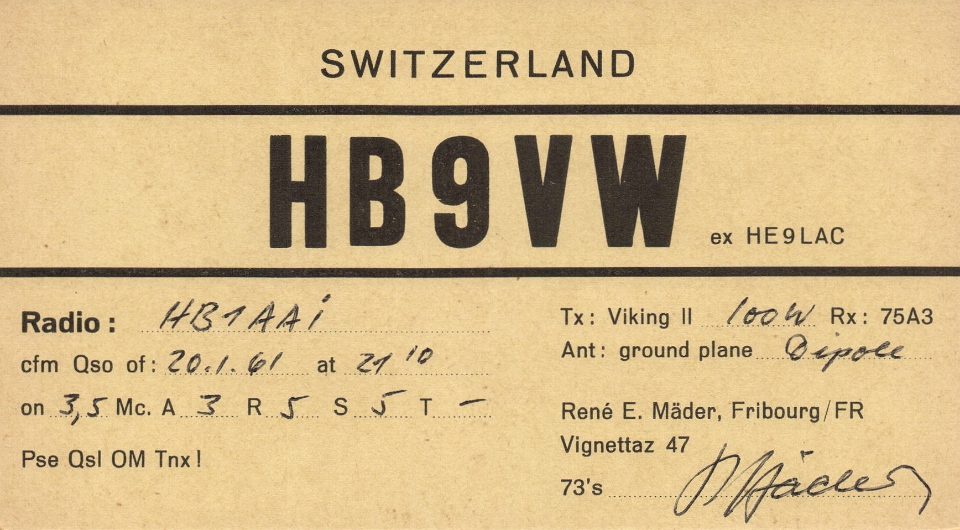 SWITZERLAND
HB9VW
ex HE9LAC
Radio: HB1AAi
cfm Qso of: 20.1.61 at 21 10
on 3,5 Mc. A 3 R 5 S 5 T –
Pse Qsl OM Tnx!
Tx: Viking II 100W Rx: 75A3
Ant: ground plane Dipole
René E. Mäder, Fribourg/FR
Vignettaz 47
73's Mäder